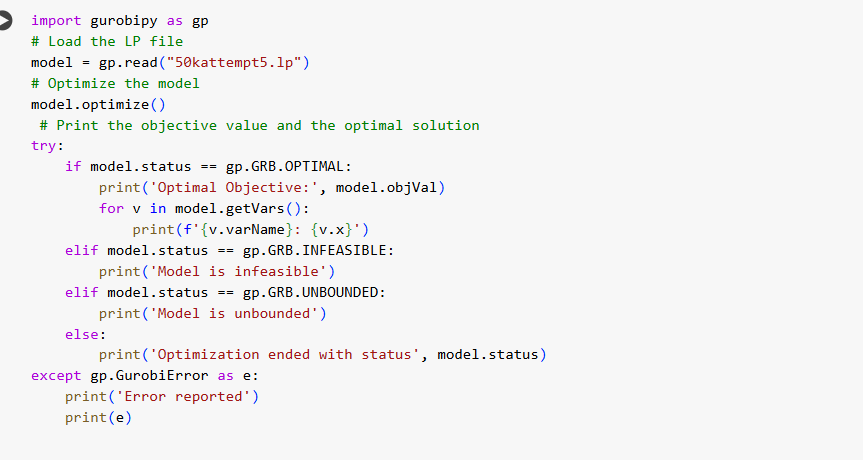 import gurobipy as gp
# Load the LP file
model = gp.read("50kattempt5.lp")
# Optimize the model
model.optimize()
 # Print the objective value and the optimal solution
try:
    if model.status == gp.GRB.OPTIMAL:
        print('Optimal Objective:', model.objVal)
        for v in model.getVars():
            print(f'{v.varName}: {v.x}')
    elif model.status == gp.GRB.INFEASIBLE:
        print('Model is infeasible')
    elif model.status == gp.GRB.UNBOUNDED:
        print('Model is unbounded')
    else:
        print('Optimization ended with status', model.status)
except gp.GurobiError as e:
    print('Error reported')
    print(e)